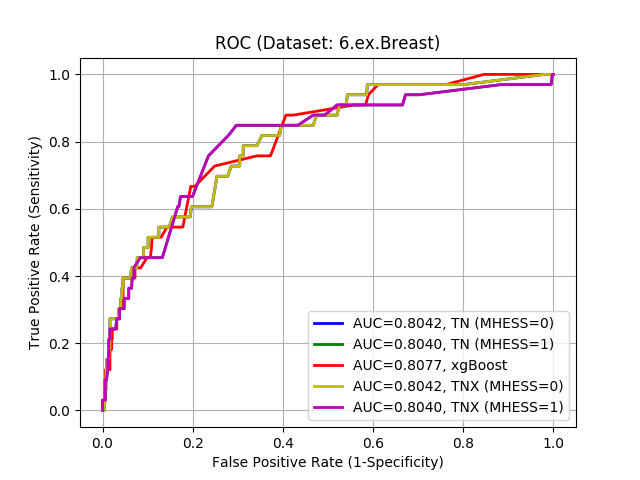 ROC (Dataset: 6.ex.Breast)
True Positive Rate (Sensitivity)
1.0
0.8
0.6
0.4
0.2
0.0
AUC=0.8042, TN (MHESS=0)
AUC=0.8040, TN (MHESS=1)
AUC=0.8077, xgBoost
AUC=0.8042, TNX (MHESS=0)
AUC=0.8040, TNX (MHESS=1)
0.0 0.2 0.4 0.6 0.8 1.0
False Positive Rate (1-Specificity)